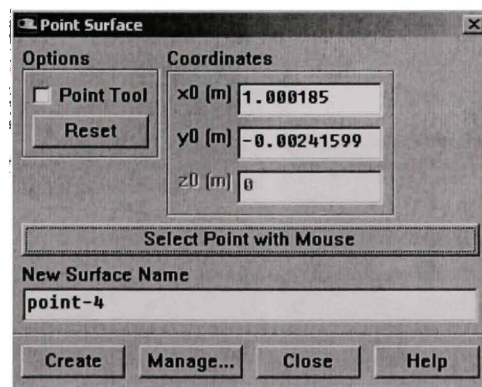 Point Surface
Options
Coordinates
Point Tool
Reset
x0 (m) 1.000185
y0 (m) -0.00241599
z0 (m) 0
Select Point with Mouse
New Surface Name
point-4
Create Manage... Close Help